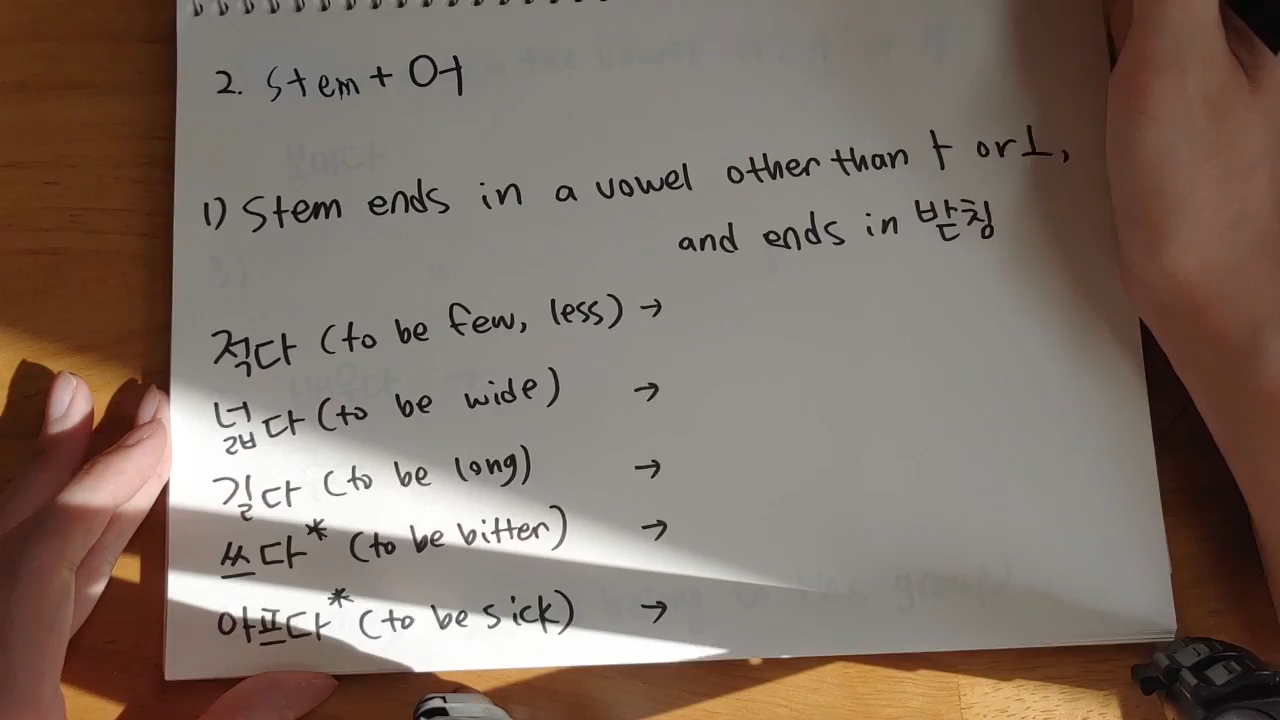 2. Stem + 어
1) Stem ends in a vowel other than ㅏ or ㅗ,
and ends in 받침
적다 (to be few, less) →
넓다 (to be wide) →
길다 (to be long) →
쓰다* (to be bitter) →
아프다* (to be sick) →